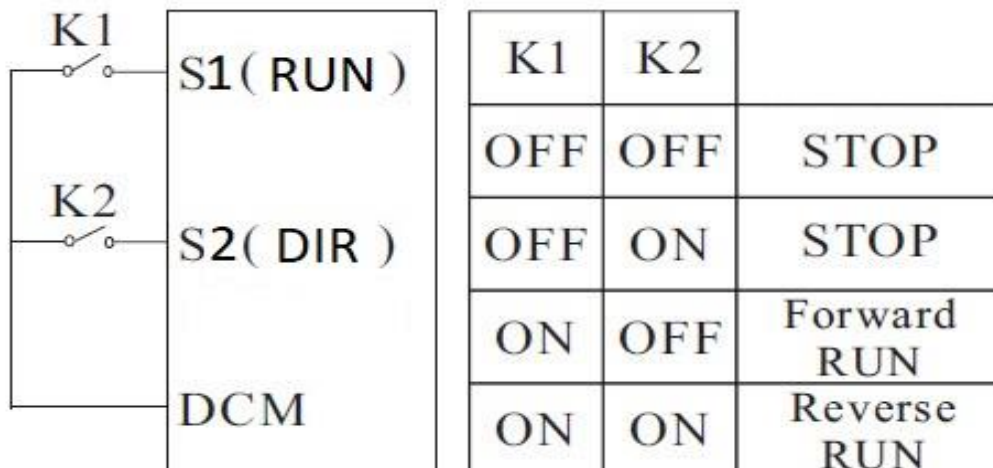 K1
S1( RUN )
K2
S2( DIR )
DCM
K1 K2
OFF OFF STOP
OFF ON STOP
ON OFF Forward
RUN
ON ON Reverse
RUN